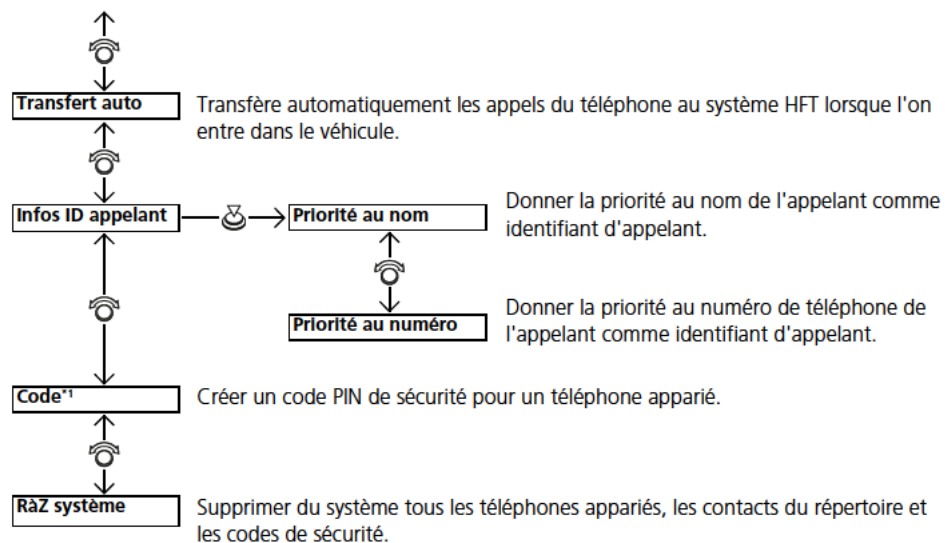 Transfert auto
Transfère automatiquement les appels du téléphone au système HFT lorsque l'on
entre dans le véhicule.
Infos ID appelant
Priorité au nom
Donner la priorité au nom de l'appelant comme
identifiant d'appelant.
Priorité au numéro
Donner la priorité au numéro de téléphone de
l'appelant comme identifiant d'appelant.
Code*1
Créer un code PIN de sécurité pour un téléphone apparié.
RàZ système
Supprimer du système tous les téléphones appariés, les contacts du répertoire et
les codes de sécurité.